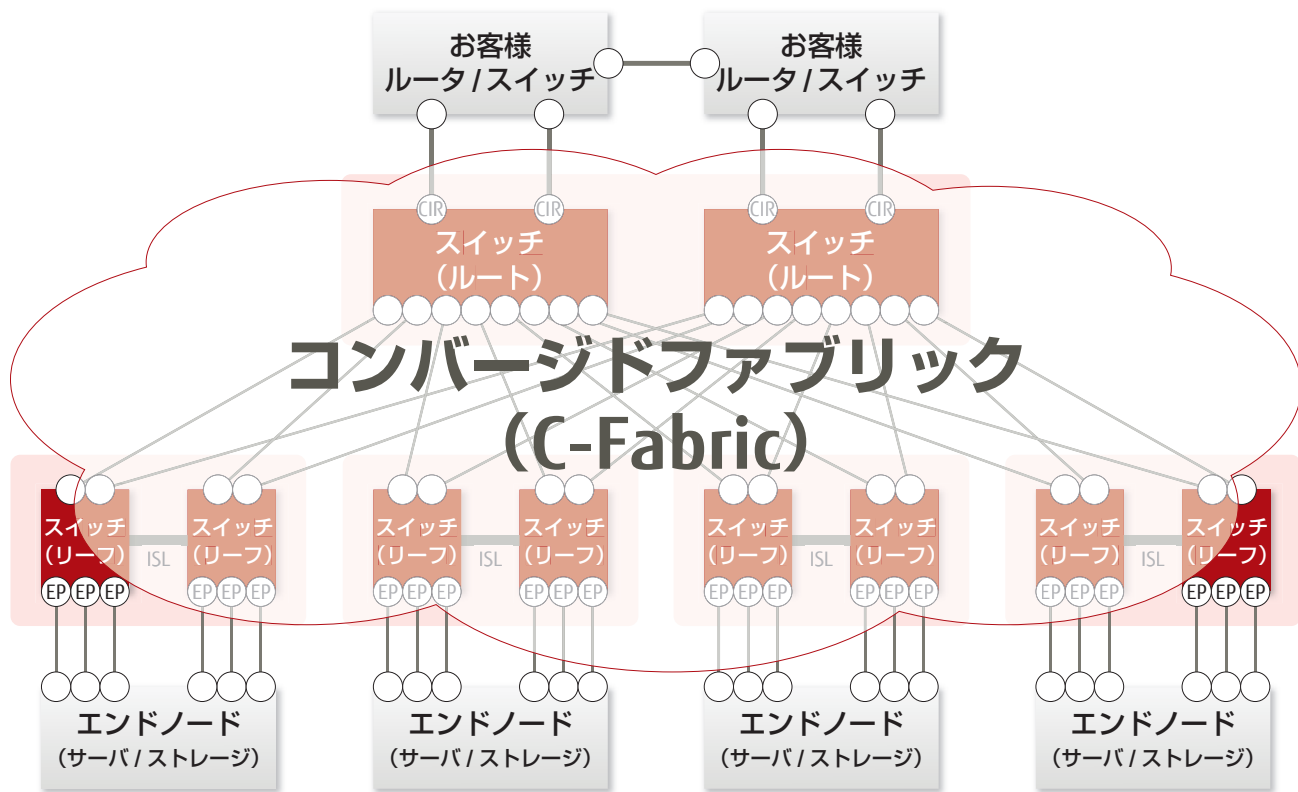 お客様
ルータ / スイッチ
お客様
ルータ / スイッチ
CIR CIR CIR CIR
スイッチ
（ルート）
スイッチ
（ルート）
コンバージドファブリック
（C-Fabric）
スイッチ
（リーフ）
ISL
スイッチ
（リーフ）
スイッチ
（リーフ）
ISL
スイッチ
（リーフ）
スイッチ
（リーフ）
ISL
スイッチ
（リーフ）
スイッチ
（リーフ）
ISL
スイッチ
（リーフ）
EP EP EP EP EP EP EP EP EP EP EP EP EP EP EP EP EP EP EP EP EP EP EP EP
エンドノード
（サーバ / ストレージ）
エンドノード
（サーバ / ストレージ）
エンドノード
（サーバ / ストレージ）
エンドノード
（サーバ / ストレージ）